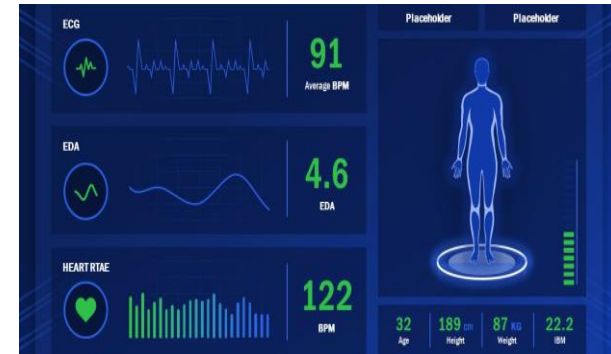 ECG
91
Average BPM
EDA
4.6
EDA
HEART RTAE
122
BPM
Placeholder Placeholder
32 189 cm 87 KG 22.2
Age Height Weight IBM